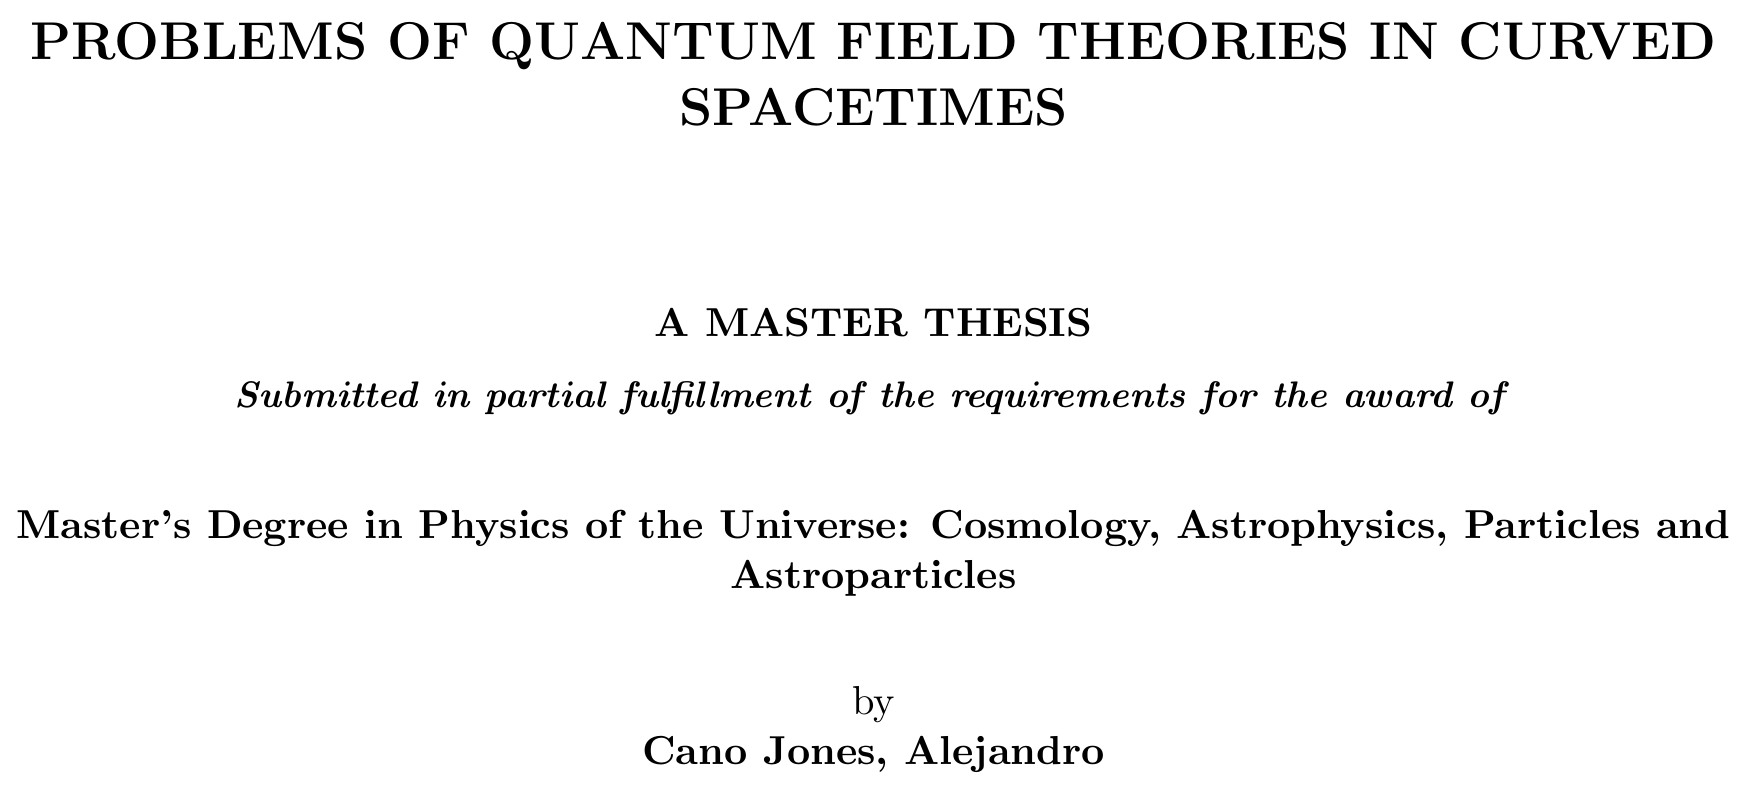 PROBLEMS OF QUANTUM FIELD THEORIES IN CURVED
SPACETIMES
A MASTER THESIS
Submitted in partial fulfillment of the requirements for the award of
Master's Degree in Physics of the Universe: Cosmology, Astrophysics, Particles and
Astroparticles
by
Cano Jones, Alejandro